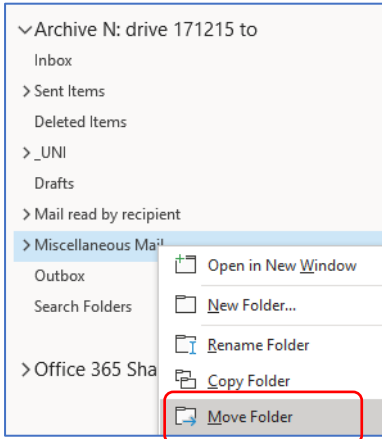 Archive N: drive 171215 to
Inbox
Sent Items
Deleted Items
_UNI
Drafts
Mail read by recipient
Miscellaneous Mail
Open in New Window
Outbox
New Folder...
Search Folders
Rename Folder
Office 365 Sha
Copy Folder
Move Folder